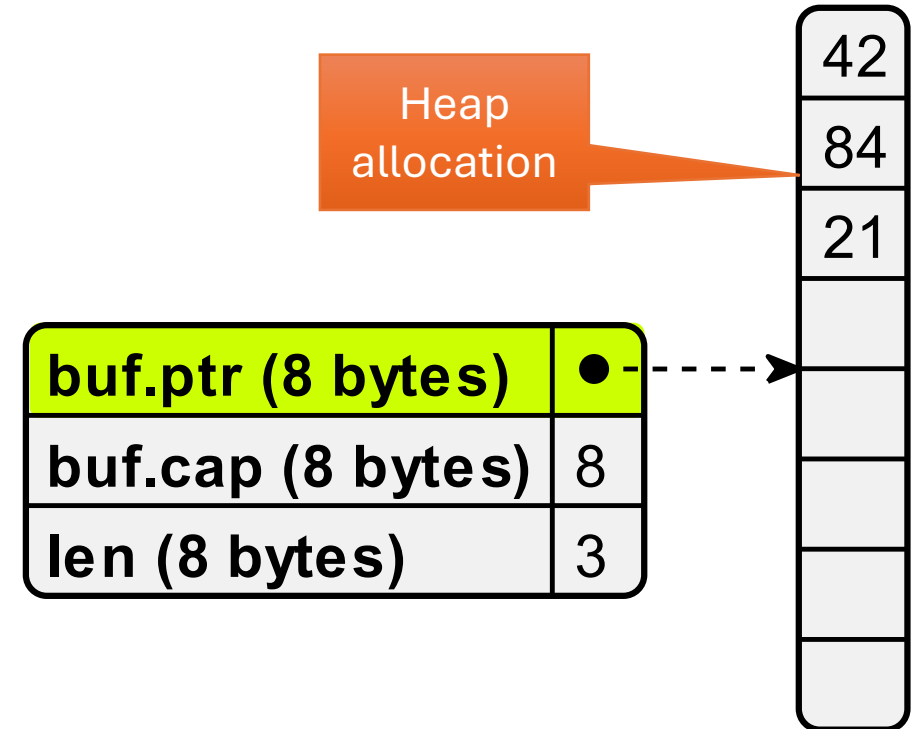 Heap
allocation
42
84
21
buf.ptr (8 bytes)
buf.cap (8 bytes) 8
len (8 bytes) 3